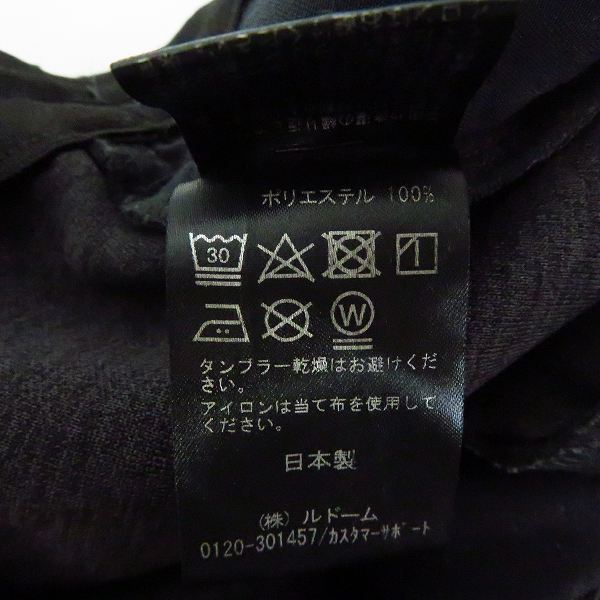 ポリエステル 100%
30
W
タンブラー乾燥はお避けくだ
さい。
アイロンは当て布を使用して
ください。
日本製
(株) ルドーム
0120-301457/カスタマーサポート